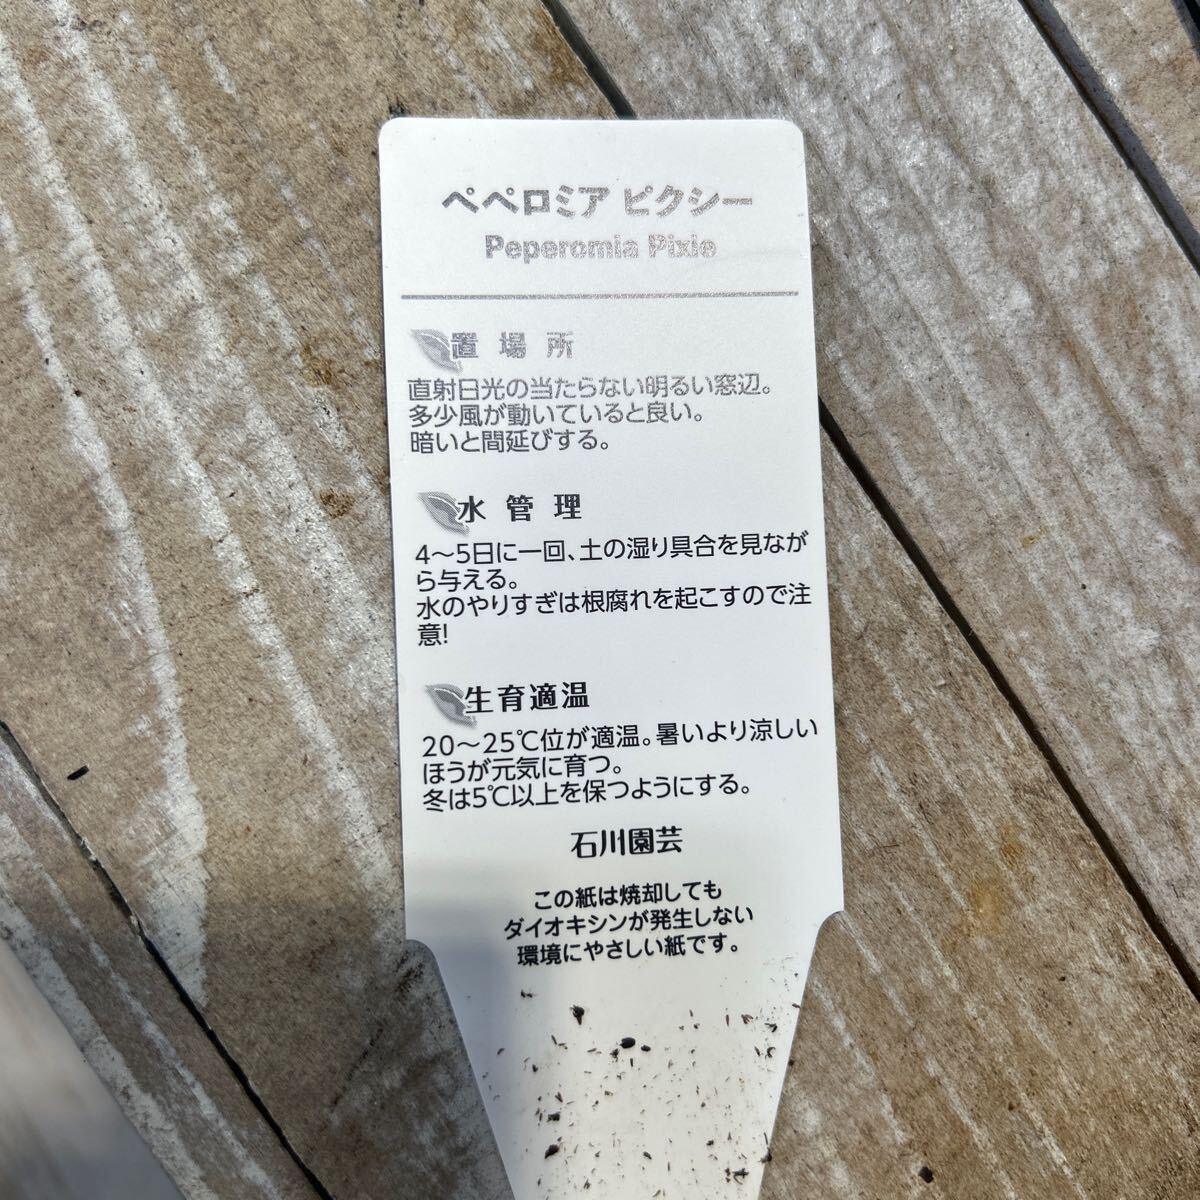 ペペロミア ピクシー
Peperomia Pixie
置場所
直射日光の当たらない明るい窓辺。
多少風が動いていると良い。
暗いと間延びする。
水管理
4～5日に一回、土の湿り具合を見なが
ら与える。
水のやりすぎは根腐れを起こすので注
意!
生育適温
20～25℃位が適温。暑いより涼しい
ほうが元気に育つ。
冬は5℃以上を保つようにする。
石川園芸
この紙は焼却しても
ダイオキシンが発生しない
環境にやさしい紙です。